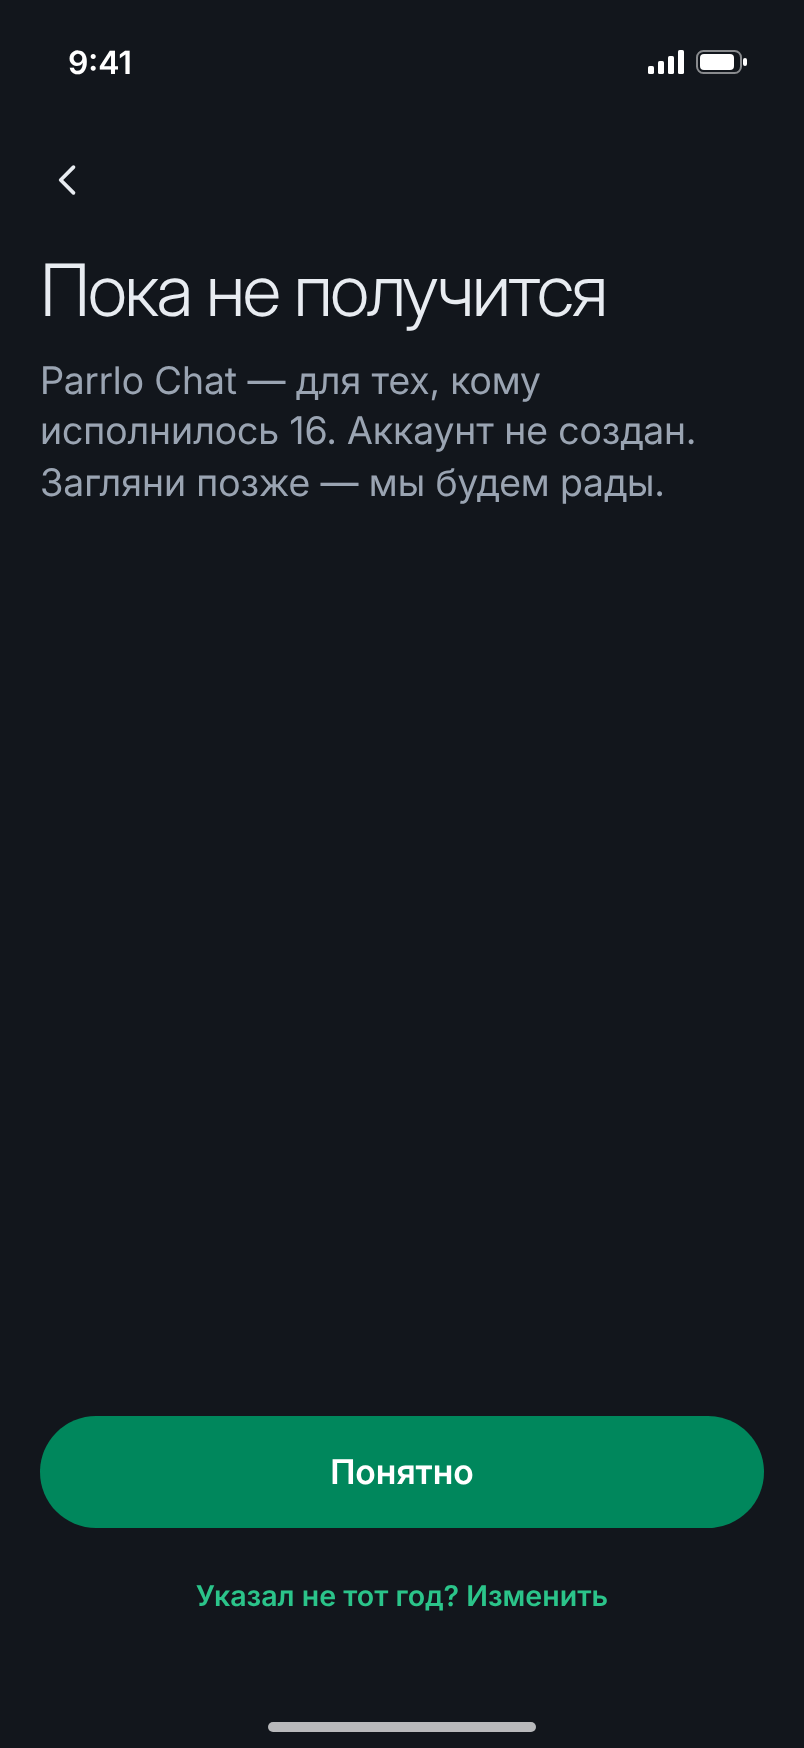 9:41
Пока не получится
Parrlo Chat — для тех, кому
исполнилось 16. Аккаунт не создан.
Загляни позже — мы будем рады.
Понятно
Указал не тот год? Изменить